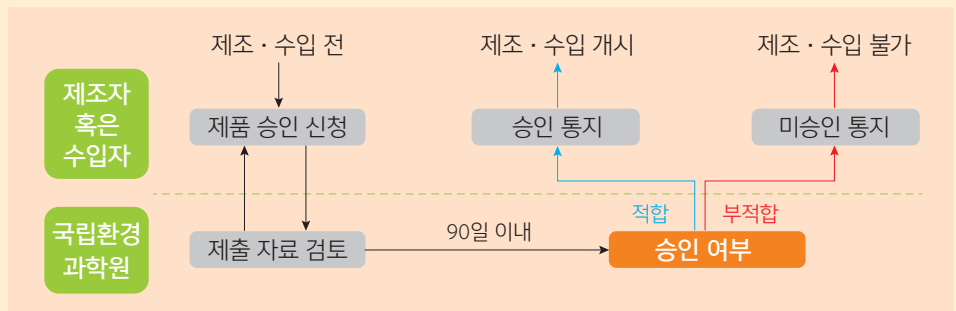 제조 · 수입 전
제조 · 수입 개시
제조 · 수입 불가
제조자
혹은
수입자
제품 승인 신청
승인 통지
미승인 통지
적합
부적합
국립환경
과학원
제출 자료 검토
90일 이내
승인 여부